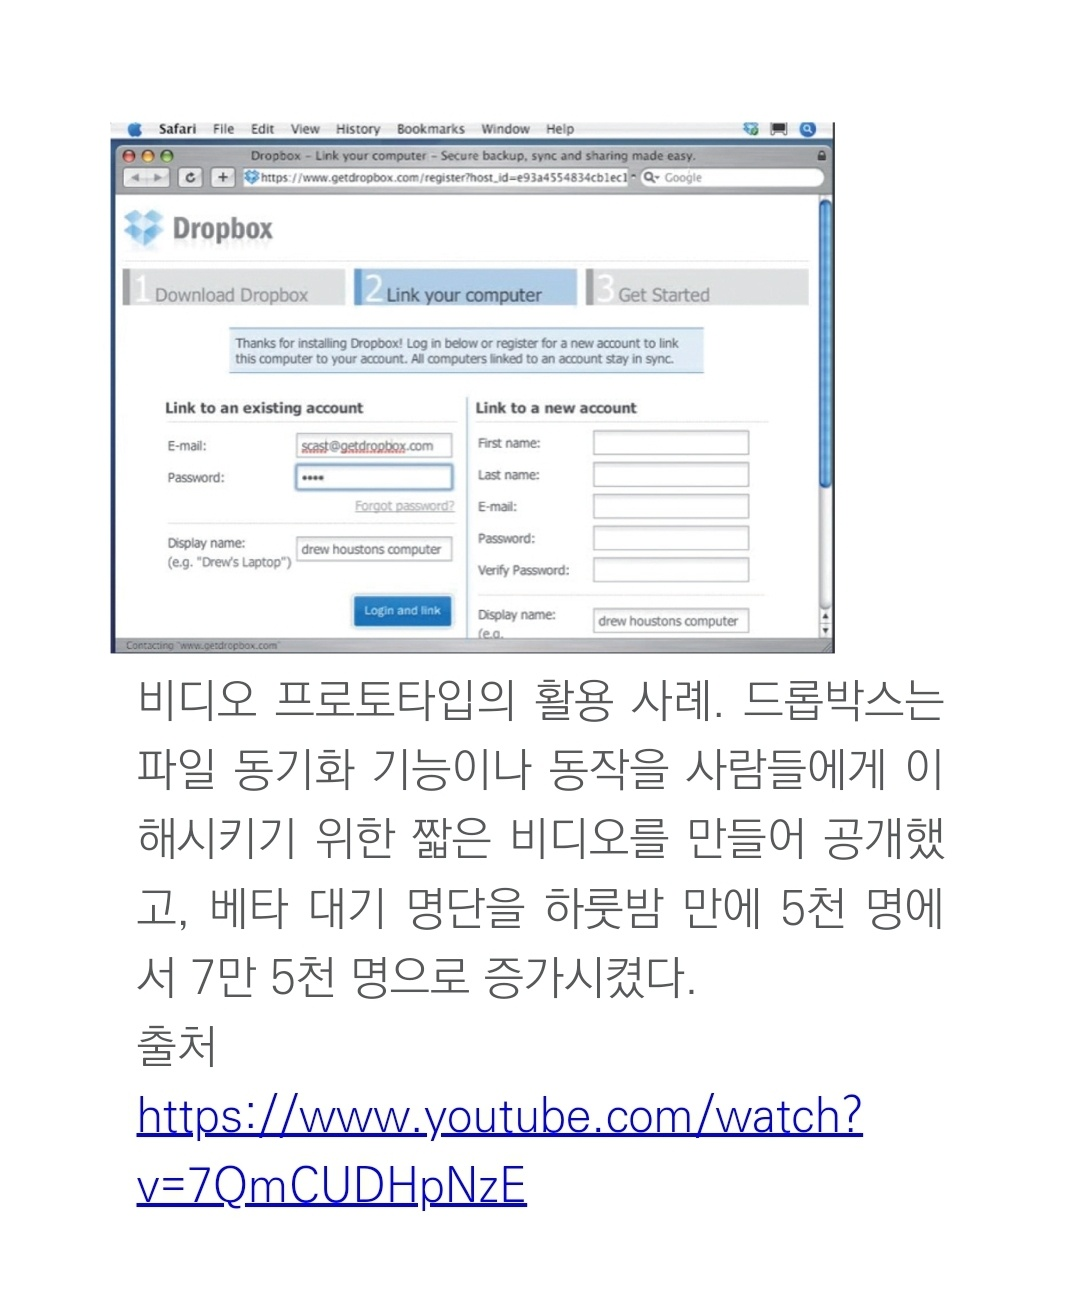 Safari File Edit View History Bookmarks Window Help
Dropbox – Link your computer – Secure backup, sync and sharing made easy.
https://www.getdropbox.com/register?host_id=e93a4554834cb1ec1 Google
Dropbox
1 Download Dropbox 2 Link your computer 3 Get Started
Thanks for installing Dropbox! Log in below or register for a new account to link
this computer to your account. All computers linked to an account stay in sync.
Link to an existing account
E-mail: scast@getdropbox.com
Password: ••••
Forgot password?
Display name: drew houstons computer
(e.g. "Drew's Laptop")
Login and link
Link to a new account
First name:
Last name:
E-mail:
Password:
Verify Password:
Display name: drew houstons computer
(e.g.
Contacting "www.getdropbox.com"
비디오 프로토타입의 활용 사례. 드롭박스는
파일 동기화 기능이나 동작을 사람들에게 이
해시키기 위한 짧은 비디오를 만들어 공개했
고, 베타 대기 명단을 하룻밤 만에 5천 명에
서 7만 5천 명으로 증가시켰다.
출처
https://www.youtube.com/watch?
v=7QmCUDHpNzE